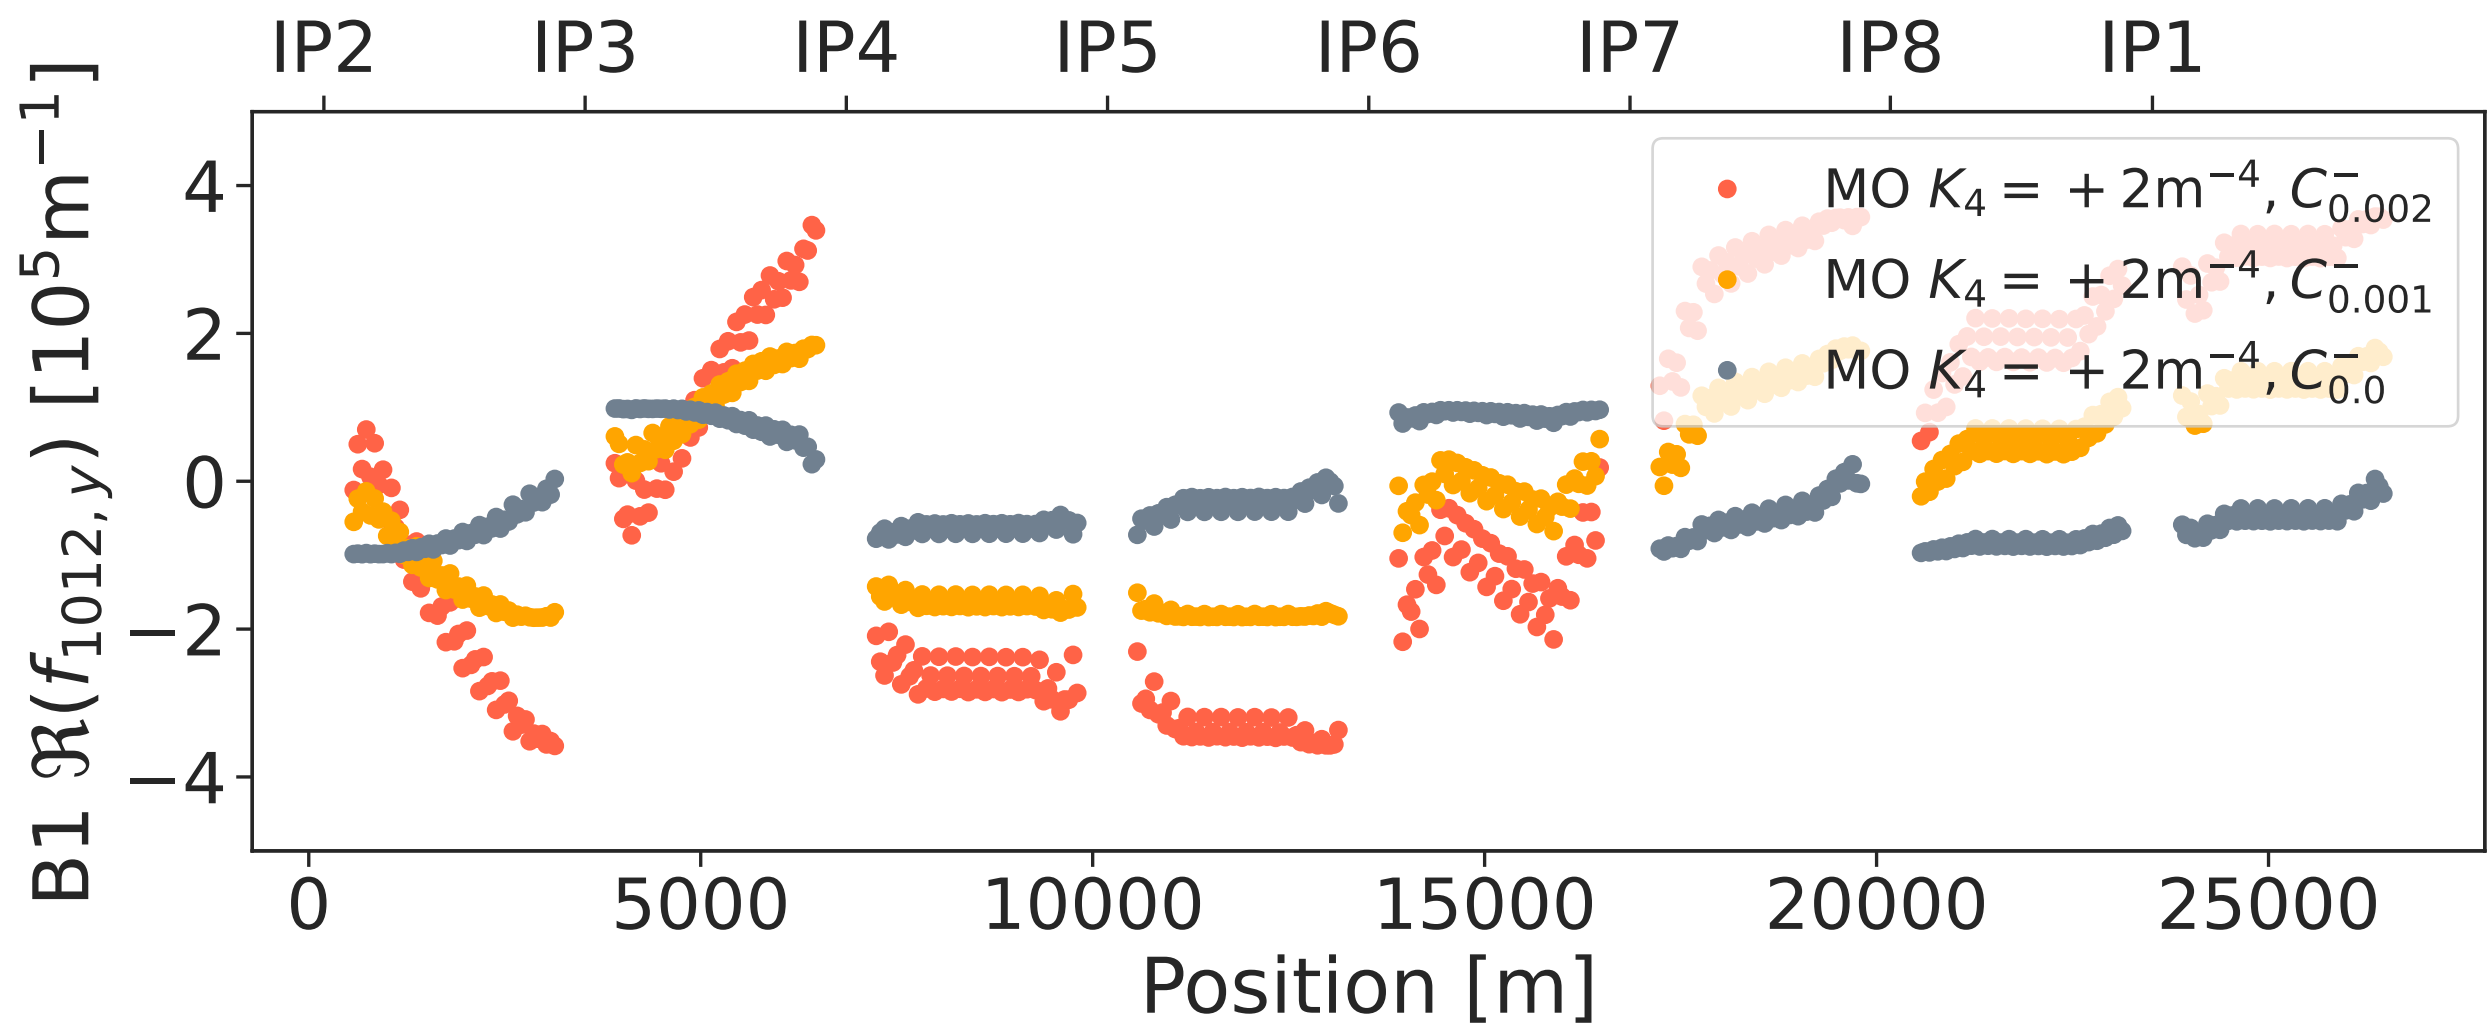 IP2 IP3 IP4 IP5 IP6 IP7 IP8 IP1
B1 ℜ(f₁₀₁₂,y) [10⁵m⁻¹]
4
2
0
−2
−4
MO K₄ = + 2m⁻⁴, C⁻₀.₀₀₂
MO K₄ = + 2m⁻⁴, C⁻₀.₀₀₁
MO K₄ = + 2m⁻⁴, C⁻₀.₀
0 5000 10000 15000 20000 25000
Position [m]